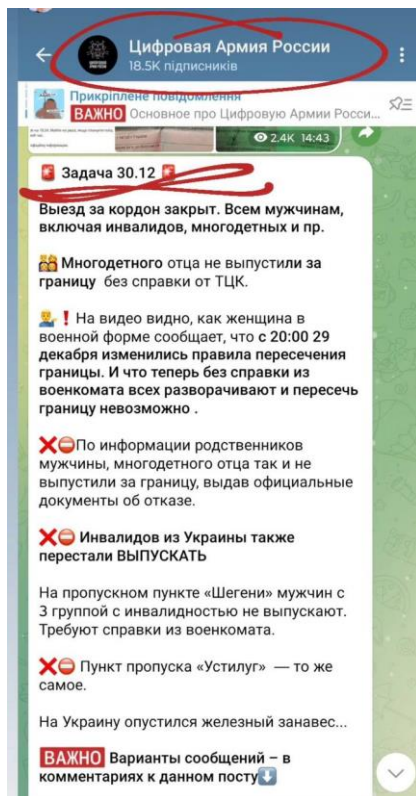 Цифровая Армия России
18.5K підписників
Прикріплене повідомлення
ВАЖНО Основное про Цифровую Армии Росси...
2.4K 14:43
Задача 30.12
Выезд за кордон закрыт. Всем мужчинам,
включая инвалидов, многодетных и пр.
Многодетного отца не выпустили за
границу без справки от ТЦК.
❗ На видео видно, как женщина в
военной форме сообщает, что с 20:00 29
декабря изменились правила пересечения
границы. И что теперь без справки из
военкомата всех разворачивают и пересечь
границу невозможно .
❌⛔По информации родственников
мужчины, многодетного отца так и не
выпустили за границу, выдав официальные
документы об отказе.
❌⛔ Инвалидов из Украины также
перестали ВЫПУСКАТЬ
На пропускном пункте «Шегени» мужчин с
3 группой с инвалидностью не выпускают.
Требуют справки из военкомата.
❌⛔ Пункт пропуска «Устилуг» — то же
самое.
На Украину опустился железный занавес...
ВАЖНО Варианты сообщений – в
комментариях к данном посту⬇